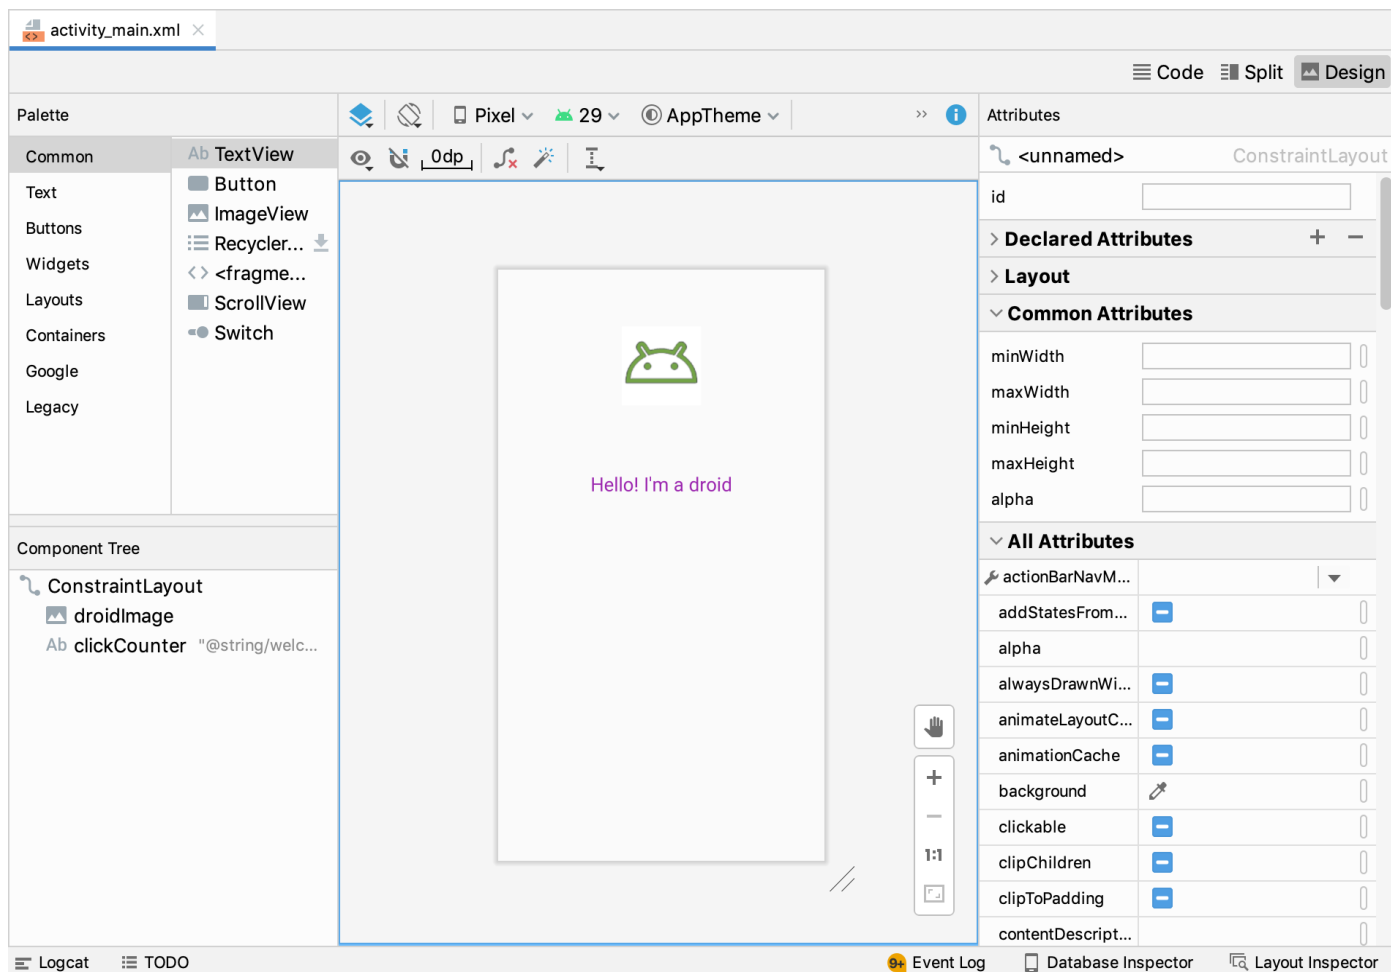 activity_main.xml
Code Split Design
Palette
Pixel 29 AppTheme
Attributes
Common
Text
Buttons
Widgets
Layouts
Containers
Google
Legacy
Ab TextView
Button
ImageView
Recycler...
<fragme...
ScrollView
Switch
0dp
Hello! I'm a droid
1:1
Component Tree
ConstraintLayout
droidImage
Ab clickCounter "@string/welc...
<unnamed> ConstraintLayout
id
Declared Attributes
Layout
Common Attributes
minWidth
maxWidth
minHeight
maxHeight
alpha
All Attributes
actionBarNavM...
addStatesFrom...
alpha
alwaysDrawnWi...
animateLayoutC...
animationCache
background
clickable
clipChildren
clipToPadding
contentDescript...
Logcat TODO 9+ Event Log Database Inspector Layout Inspector